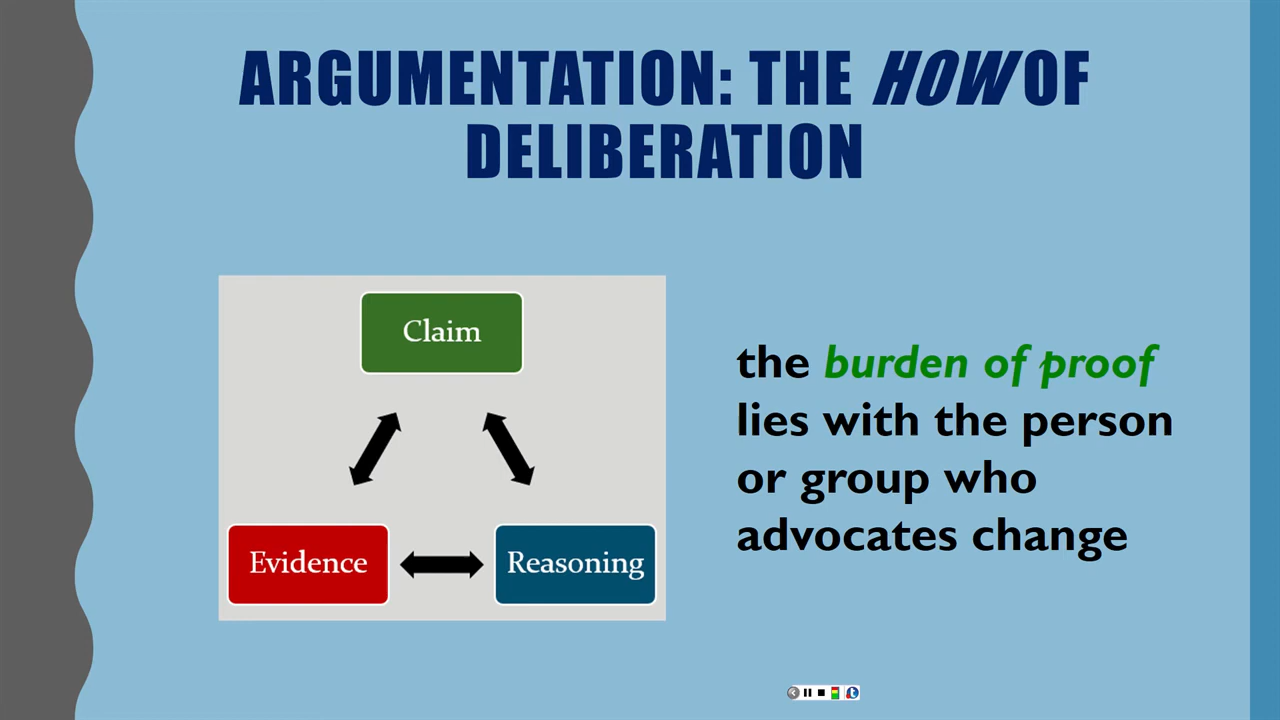 ARGUMENTATION: THE HOW OF
DELIBERATION
Claim
Evidence
Reasoning
the burden of proof
lies with the person
or group who
advocates change